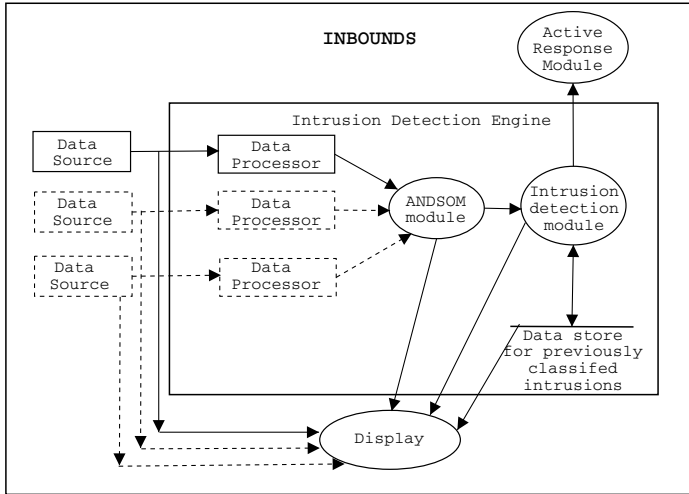 INBOUNDS
Active
Response
Module
Intrusion Detection Engine
Data
Source
Data
Processor
Data
Source
Data
Processor
ANDSOM
module
Intrusion
detection
module
Data
Source
Data
Processor
Data store
for previously
classifed
intrusions
Display